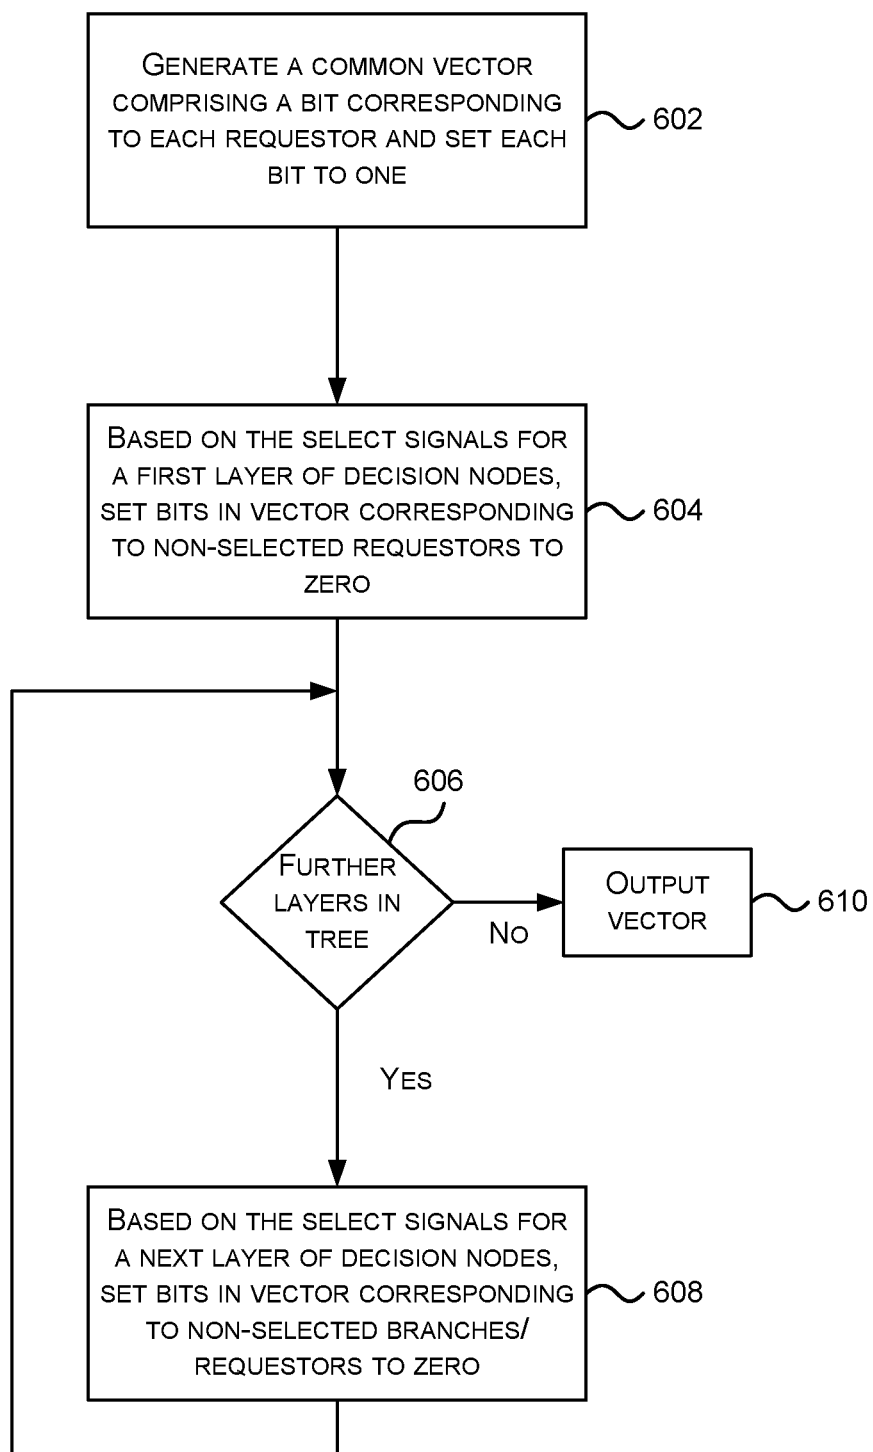 GENERATE A COMMON VECTOR
COMPRISING A BIT CORRESPONDING
TO EACH REQUESTOR AND SET EACH
BIT TO ONE
602
BASED ON THE SELECT SIGNALS FOR
A FIRST LAYER OF DECISION NODES,
SET BITS IN VECTOR CORRESPONDING
TO NON-SELECTED REQUESTORS TO
ZERO
604
606
FURTHER
LAYERS IN
TREE
NO
OUTPUT
VECTOR
610
YES
BASED ON THE SELECT SIGNALS FOR
A NEXT LAYER OF DECISION NODES,
SET BITS IN VECTOR CORRESPONDING
TO NON-SELECTED BRANCHES/
REQUESTORS TO ZERO
608